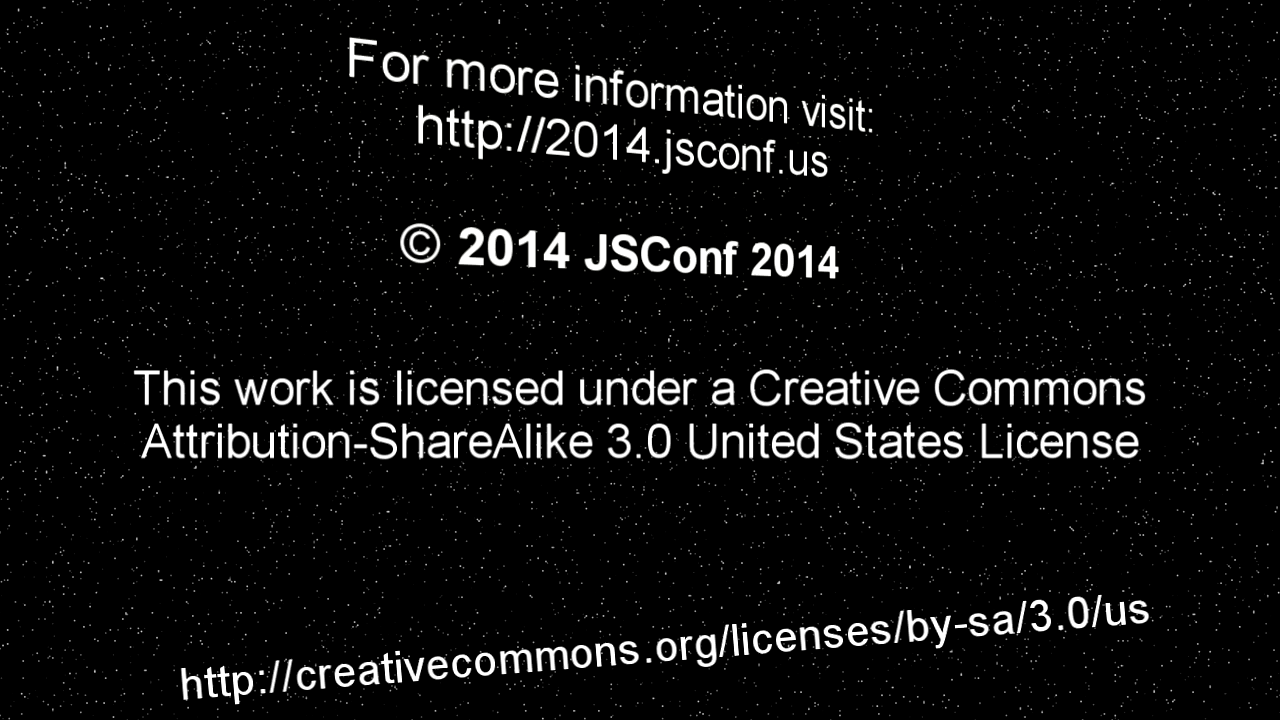 For more information visit:
http://2014.jsconf.us
© 2014 JSConf 2014
This work is licensed under a Creative Commons
Attribution-ShareAlike 3.0 United States License
http://creativecommons.org/licenses/by-sa/3.0/us